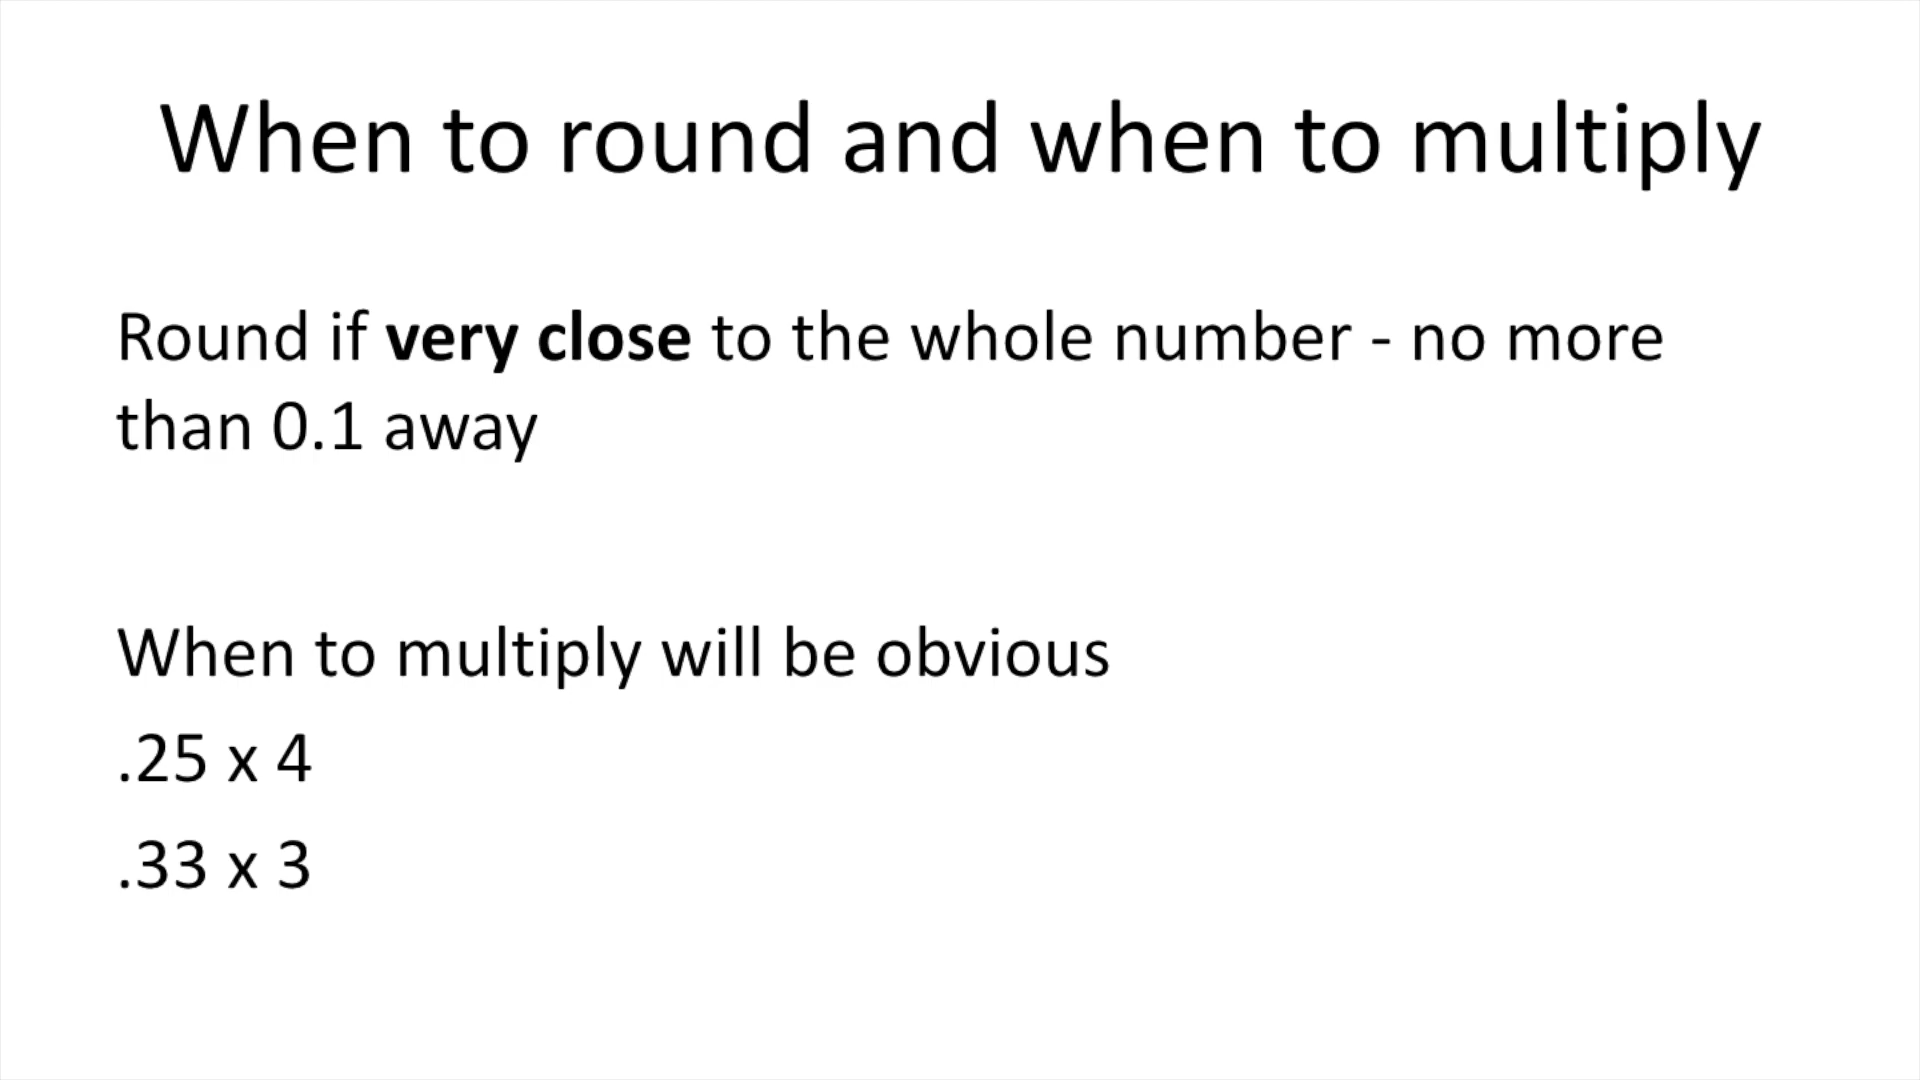 When to round and when to multiply
Round if very close to the whole number - no more
than 0.1 away
When to multiply will be obvious
.25 x 4
.33 x 3